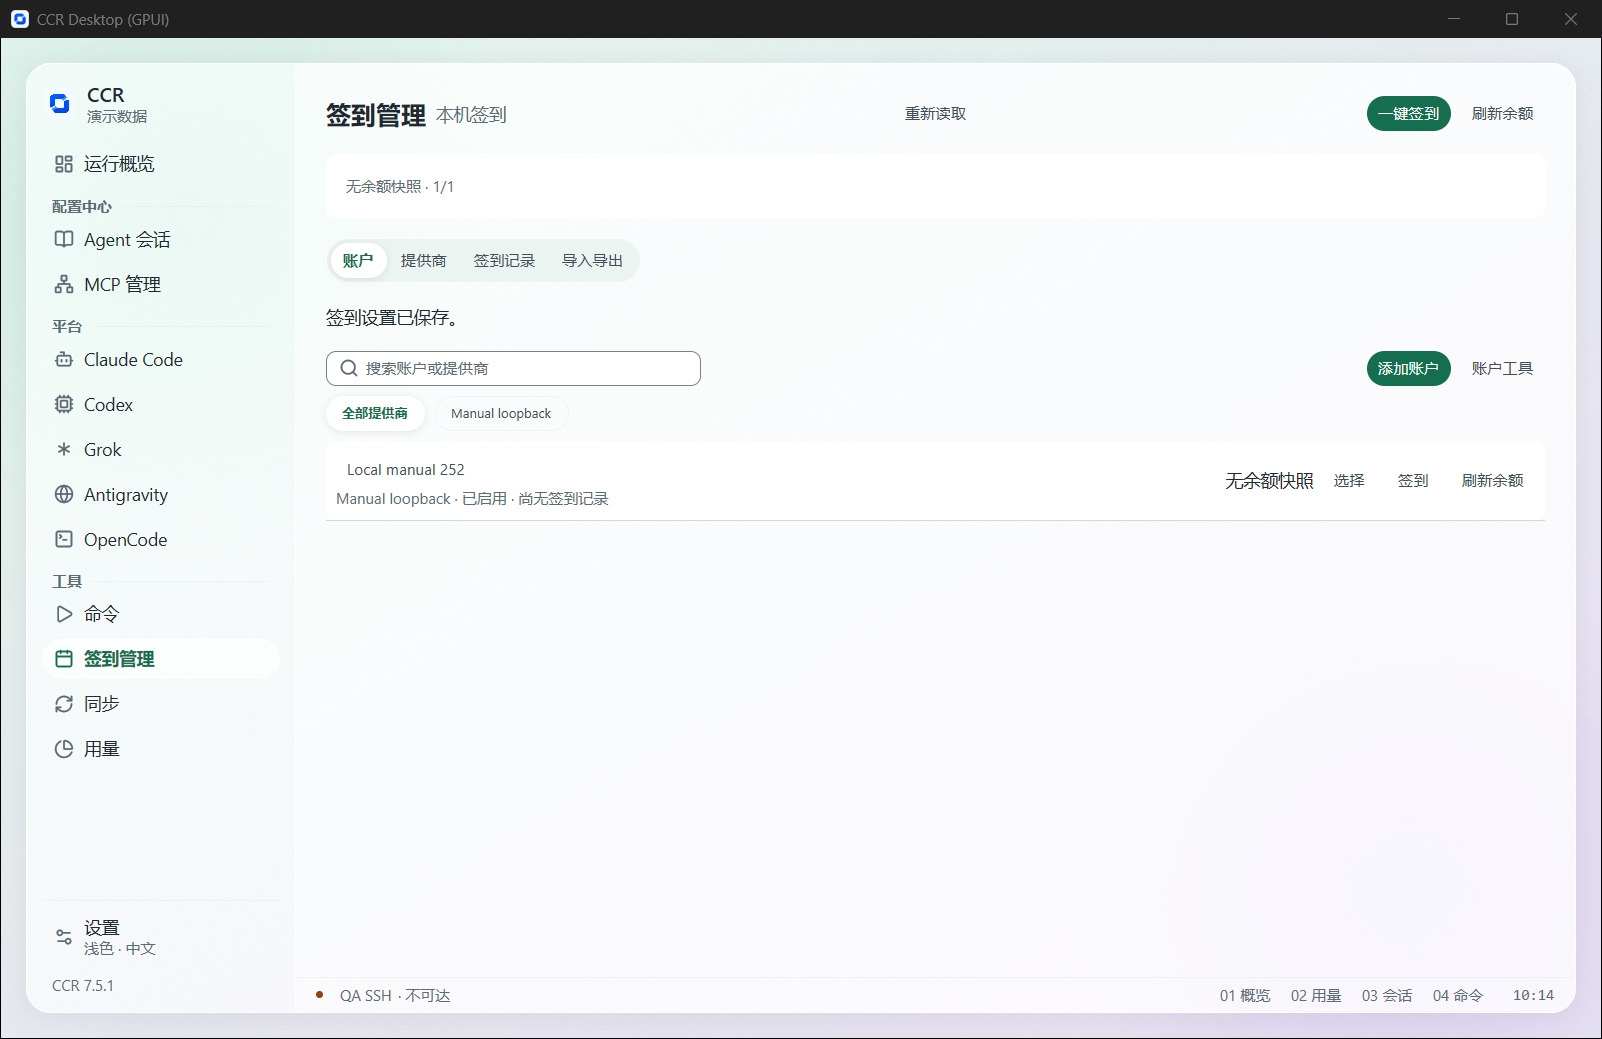 CCR Desktop (GPUI)
CCR
演示数据
运行概览
配置中心
Agent 会话
MCP 管理
平台
Claude Code
Codex
Grok
Antigravity
OpenCode
工具
命令
签到管理
同步
用量
设置
浅色 · 中文
CCR 7.5.1
签到管理 本机签到 重新读取 一键签到 刷新余额
无余额快照 · 1/1
账户 提供商 签到记录 导入导出
签到设置已保存。
搜索账户或提供商 添加账户 账户工具
全部提供商 Manual loopback
Local manual 252
Manual loopback · 已启用 · 尚无签到记录
无余额快照 选择 签到 刷新余额
QA SSH · 不可达 01 概览 02 用量 03 会话 04 命令 10:14